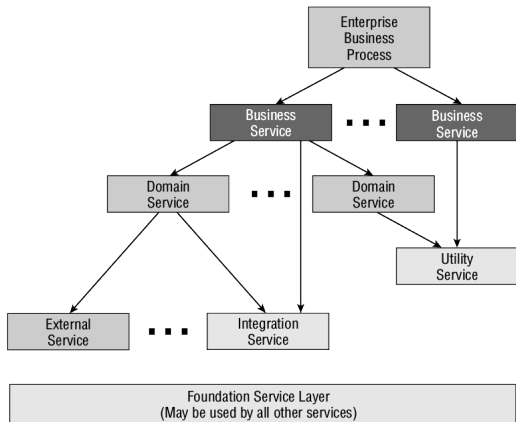 Enterprise
Business
Process
Business
Service
Business
Service
Domain
Service
Domain
Service
Utility
Service
External
Service
Integration
Service
Foundation Service Layer
(May be used by all other services)